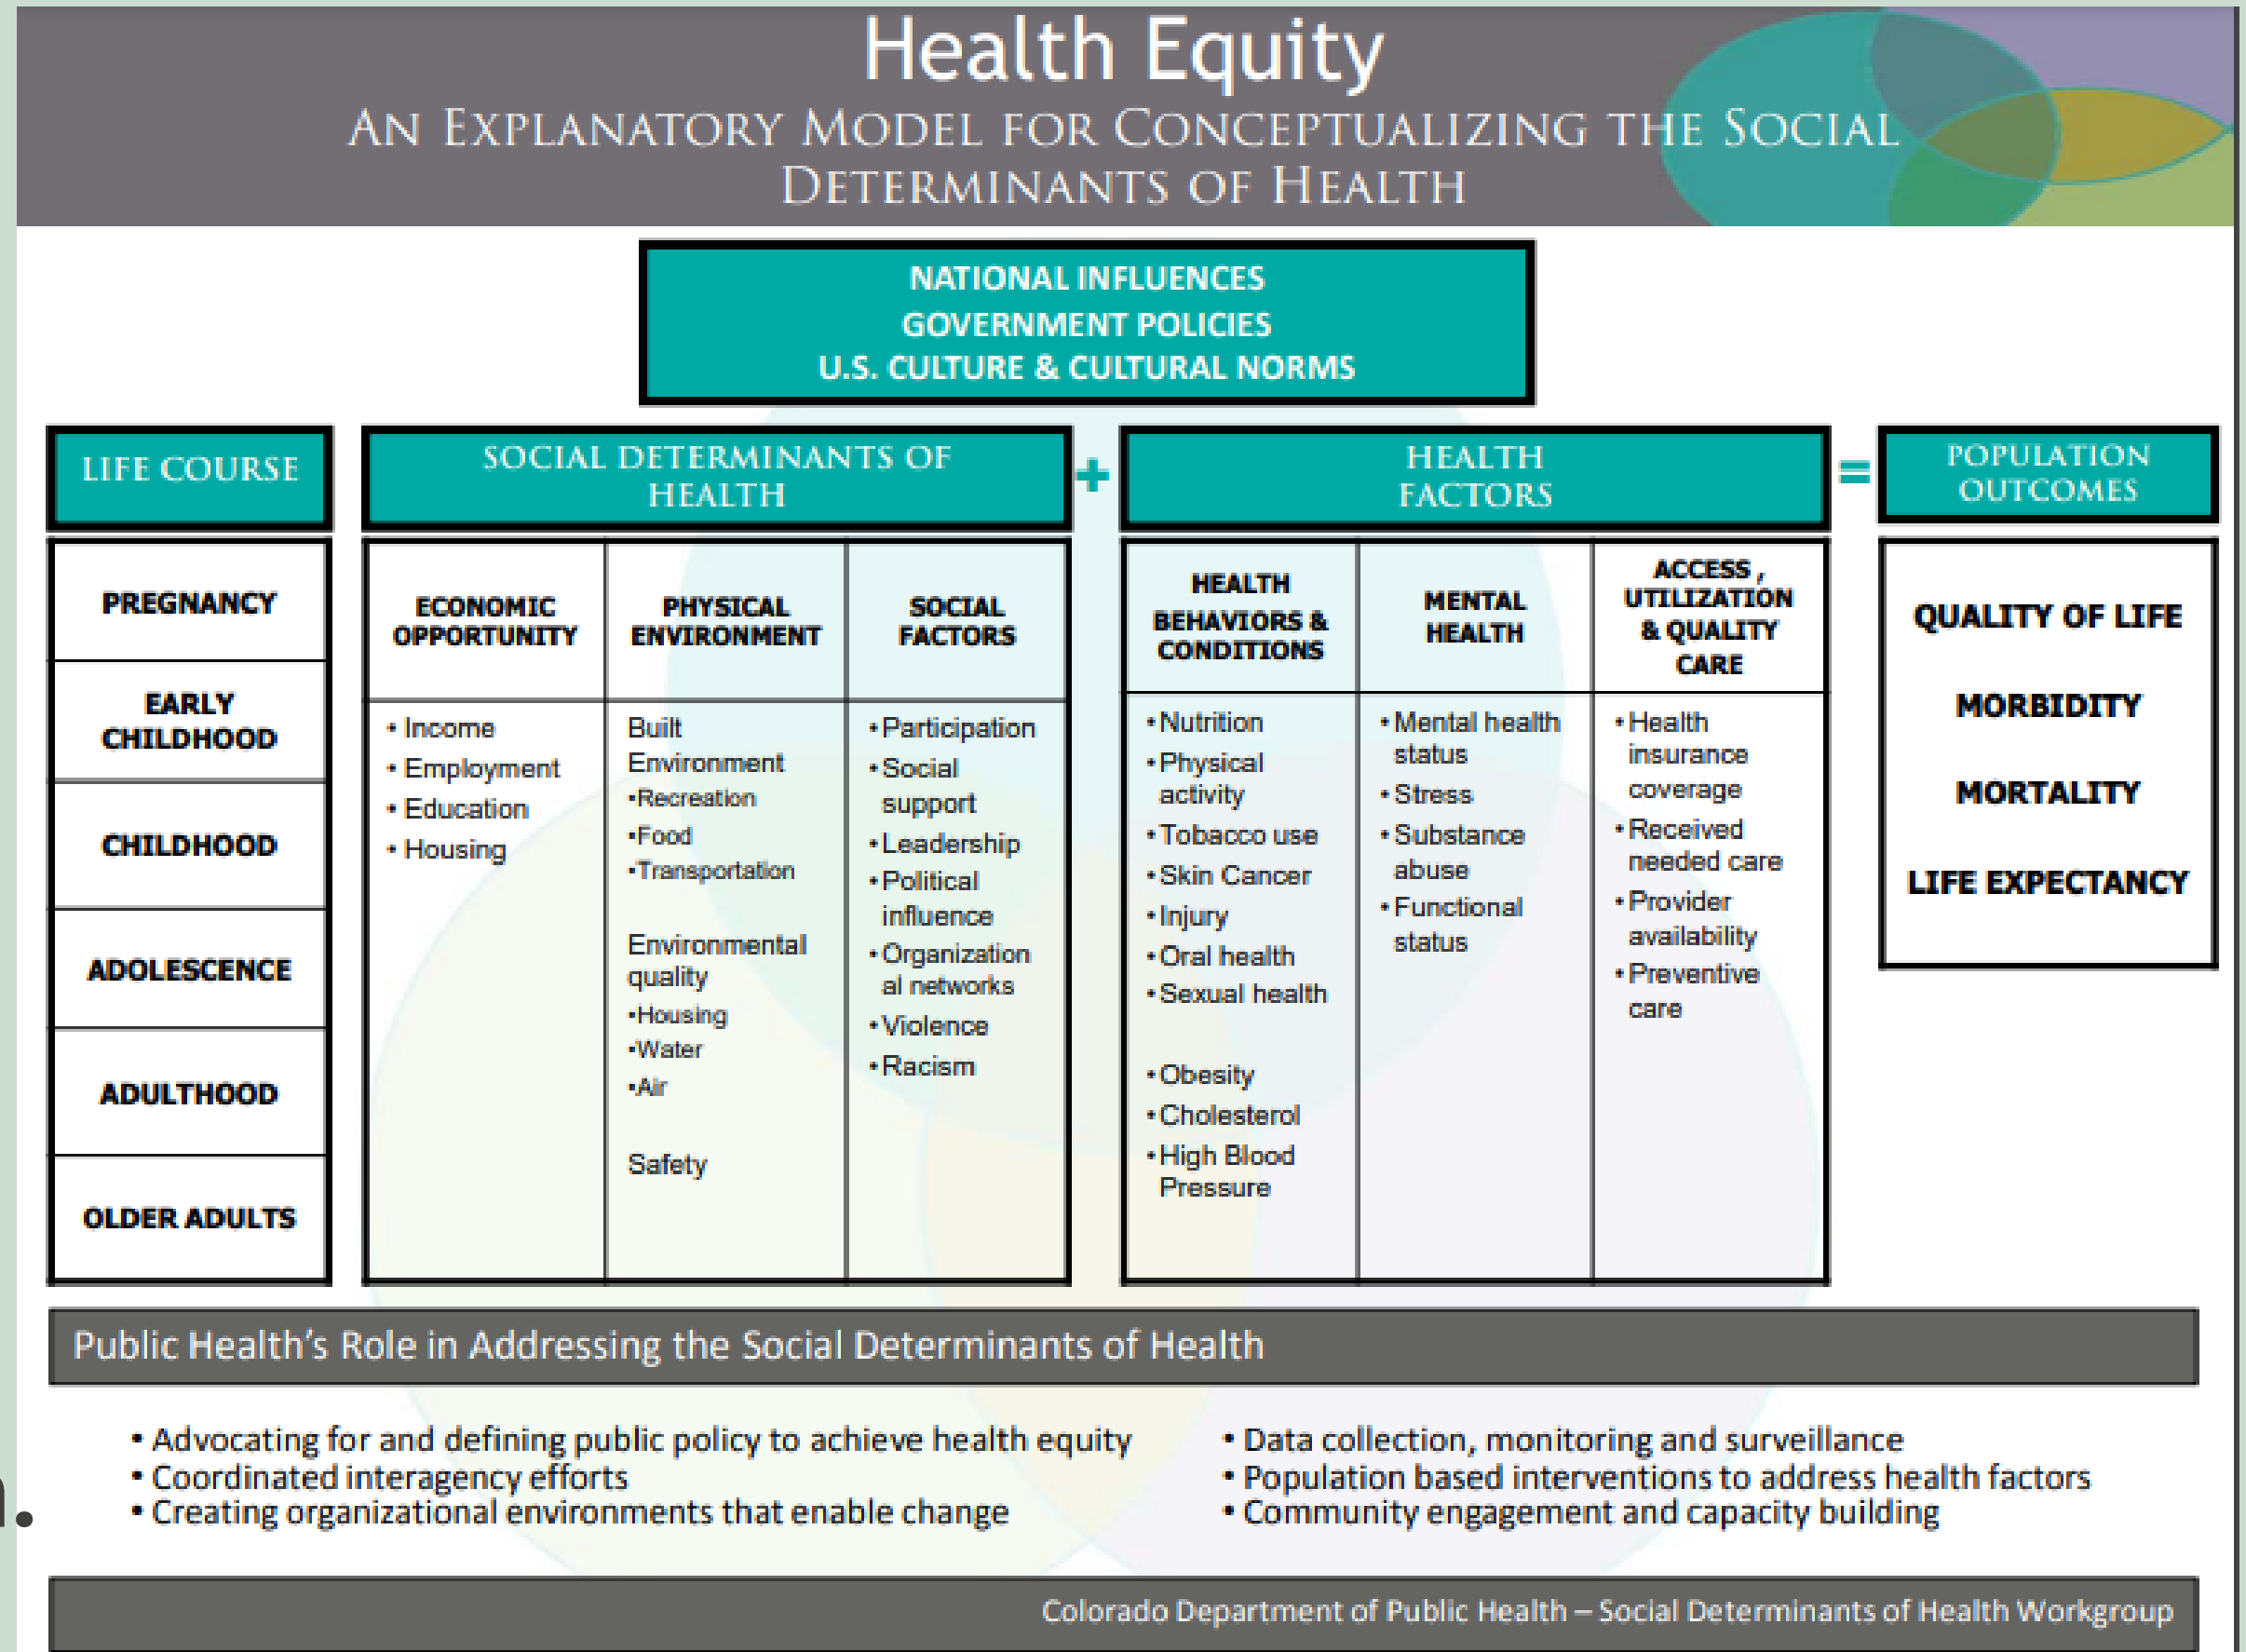 Health Equity
AN EXPLANATORY MODEL FOR CONCEPTUALIZING THE SOCIAL
DETERMINANTS OF HEALTH
NATIONAL INFLUENCES
GOVERNMENT POLICIES
U.S. CULTURE & CULTURAL NORMS
LIFE COURSE
PREGNANCY
EARLY
CHILDHOOD
CHILDHOOD
ADOLESCENCE
ADULTHOOD
OLDER ADULTS
SOCIAL DETERMINANTS OF
HEALTH
ECONOMIC
OPPORTUNITY
• Income
• Employment
• Education
• Housing
PHYSICAL
ENVIRONMENT
Built
Environment
•Recreation
•Food
•Transportation
Environmental
quality
•Housing
•Water
•Air
Safety
SOCIAL
FACTORS
•Participation
•Social
support
•Leadership
•Political
influence
•Organization
al networks
•Violence
•Racism
+
HEALTH
FACTORS
HEALTH
BEHAVIORS &
CONDITIONS
•Nutrition
•Physical
activity
•Tobacco use
•Skin Cancer
•Injury
•Oral health
•Sexual health
•Obesity
•Cholesterol
•High Blood
Pressure
MENTAL
HEALTH
•Mental health
status
•Stress
•Substance
abuse
•Functional
status
ACCESS ,
UTILIZATION
& QUALITY
CARE
•Health
insurance
coverage
•Received
needed care
•Provider
availability
•Preventive
care
=
POPULATION
OUTCOMES
QUALITY OF LIFE
MORBIDITY
MORTALITY
LIFE EXPECTANCY
Public Health’s Role in Addressing the Social Determinants of Health
• Advocating for and defining public policy to achieve health equity
• Coordinated interagency efforts
• Creating organizational environments that enable change
• Data collection, monitoring and surveillance
• Population based interventions to address health factors
• Community engagement and capacity building
Colorado Department of Public Health – Social Determinants of Health Workgroup